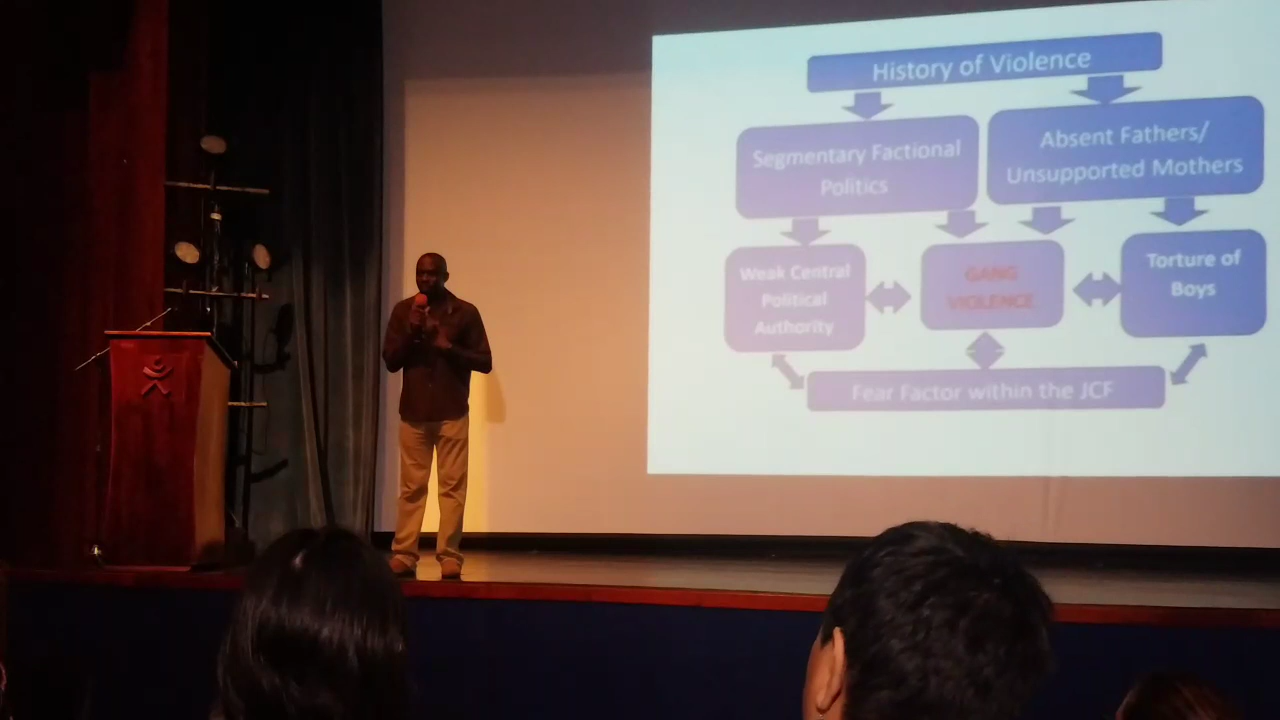 History of Violence
Segmentary Factional
Politics
Absent Fathers/
Unsupported Mothers
Weak Central
Political
Authority
GANG
VIOLENCE
Torture of
Boys
Fear Factor within the JCF